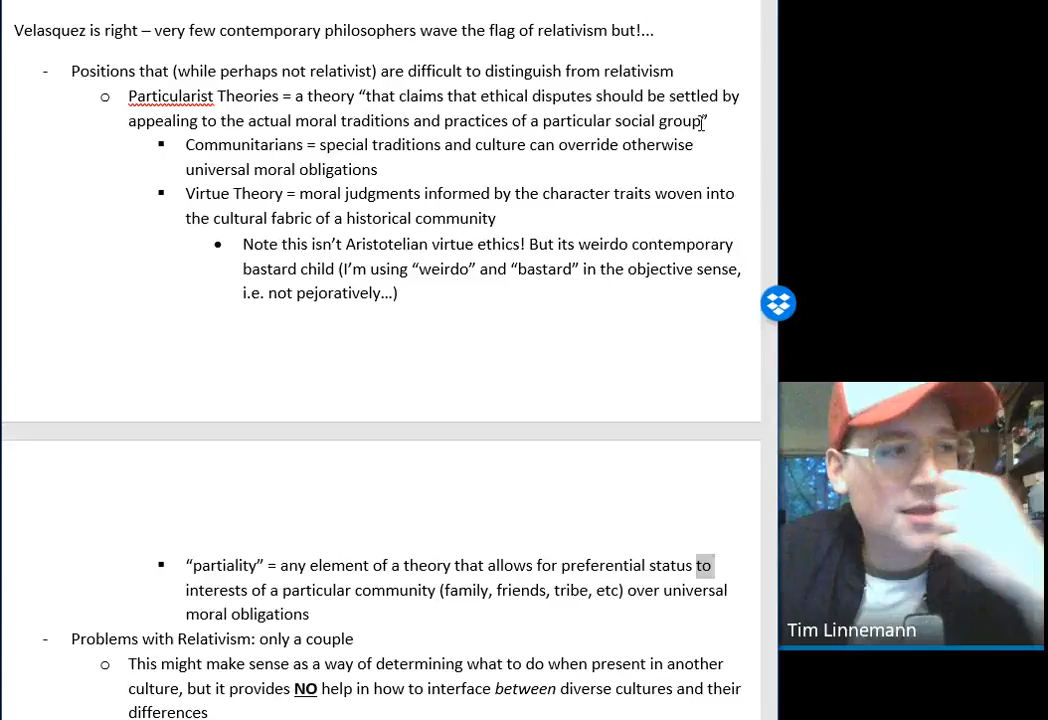 Velasquez is right – very few contemporary philosophers wave the flag of relativism but!...
- Positions that (while perhaps not relativist) are difficult to distinguish from relativism
o Particularist Theories = a theory “that claims that ethical disputes should be settled by
appealing to the actual moral traditions and practices of a particular social group”
▪ Communitarians = special traditions and culture can override otherwise
universal moral obligations
▪ Virtue Theory = moral judgments informed by the character traits woven into
the cultural fabric of a historical community
• Note this isn’t Aristotelian virtue ethics! But its weirdo contemporary
bastard child (I’m using “weirdo” and “bastard” in the objective sense,
i.e. not pejoratively…)
▪ “partiality” = any element of a theory that allows for preferential status to
interests of a particular community (family, friends, tribe, etc) over universal
moral obligations
Tim Linnemann
- Problems with Relativism: only a couple
o This might make sense as a way of determining what to do when present in another
culture, but it provides NO help in how to interface between diverse cultures and their
differences